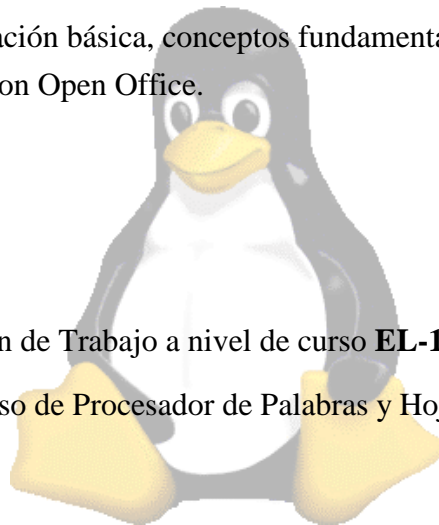 ación básica, conceptos fundamenta
on Open Office.
n de Trabajo a nivel de curso EL-1
so de Procesador de Palabras y Hoj